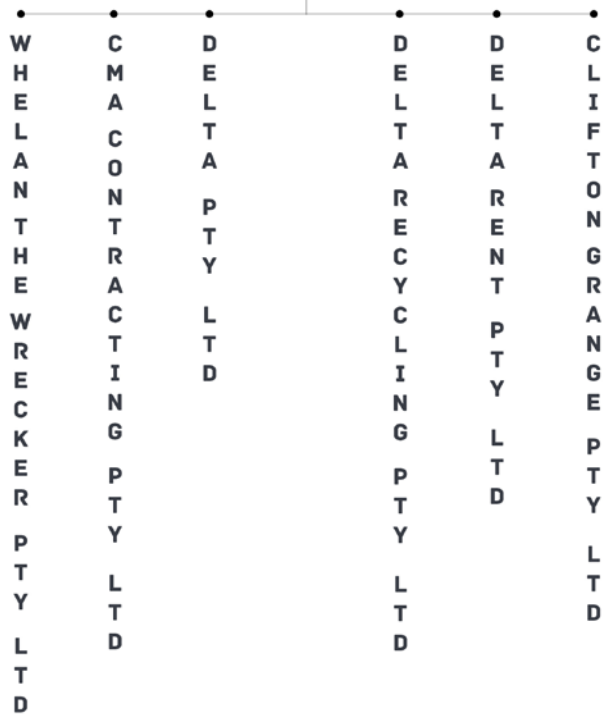 WHELAN THE WRECKER PTY LTD
CMA CONTRACTING PTY LTD
DELTA PTY LTD
DELTA RECYCLING PTY LTD
DELTA RENT PTY LTD
CLIFTON GRANGE PTY LTD